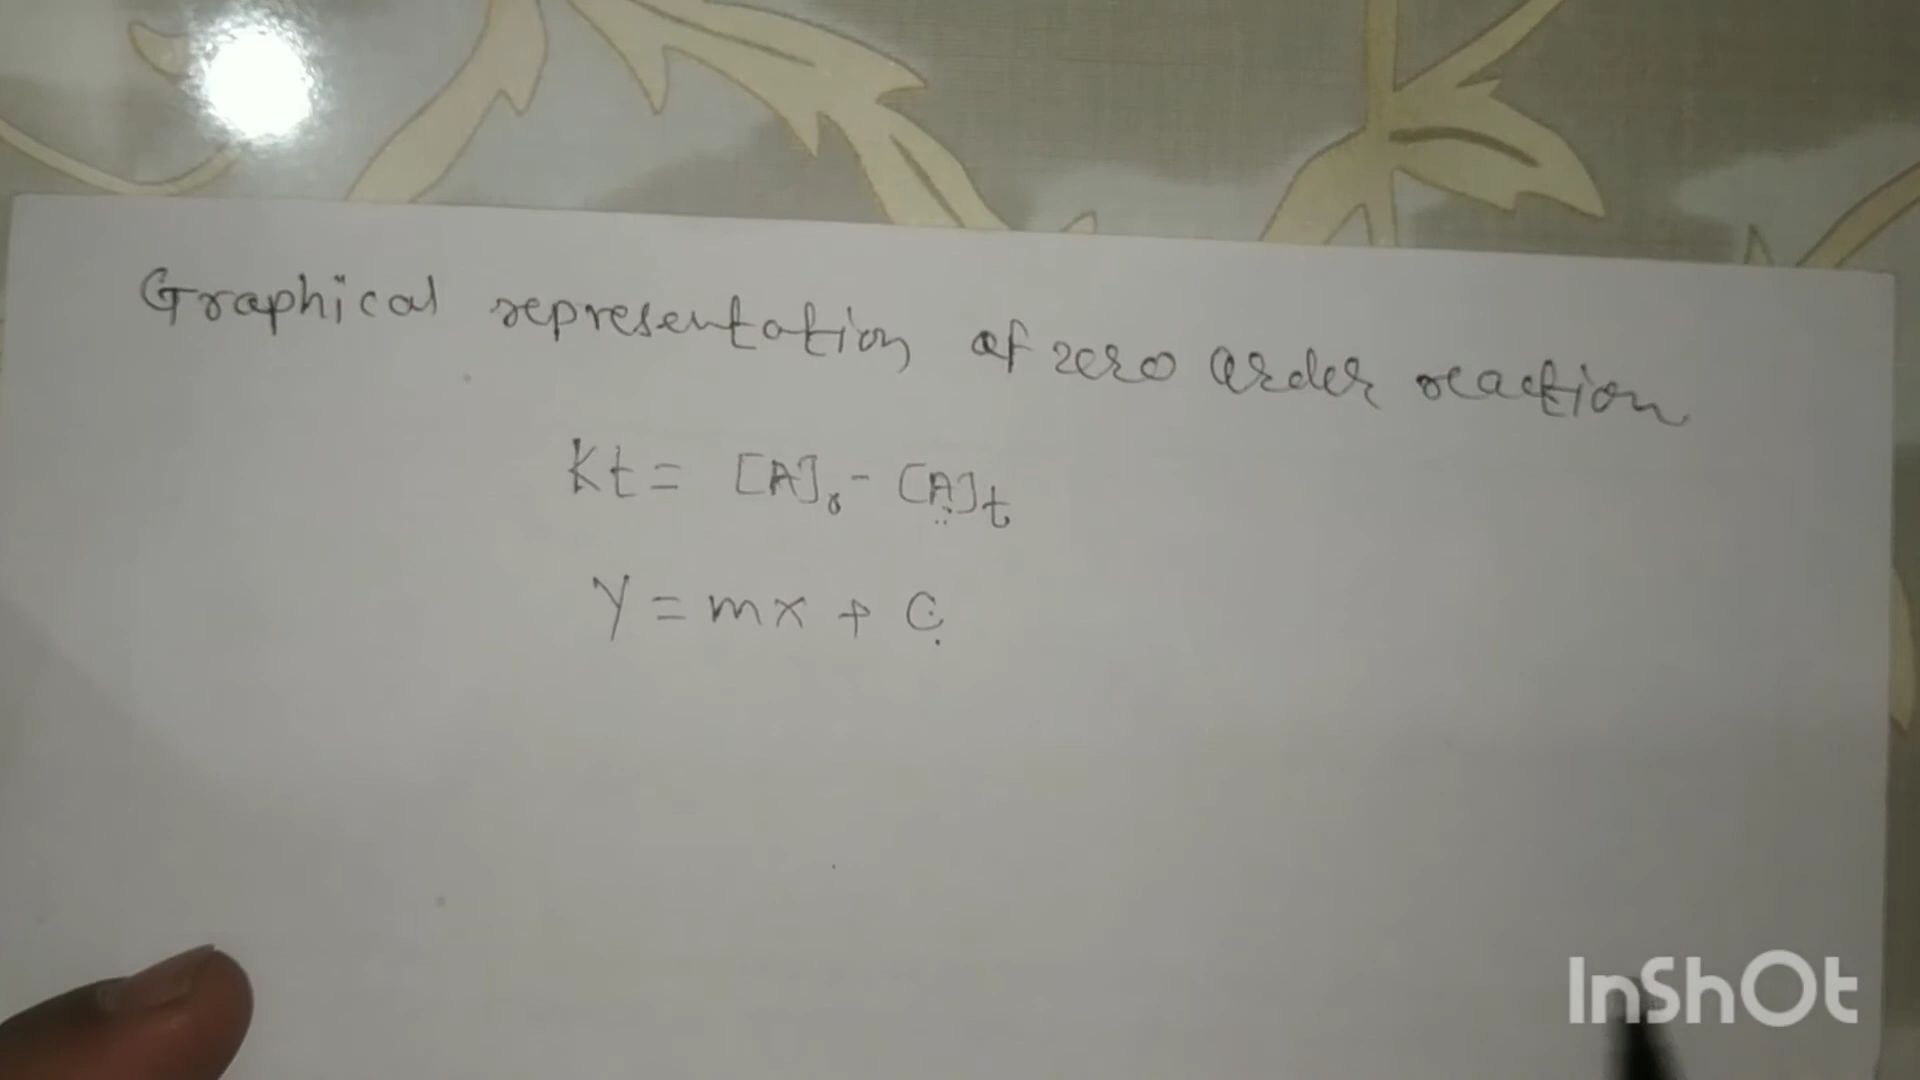 Graphical representation of zero order reaction
Kt = [A]₀ - [A]t
Y = mx + C
InShOt